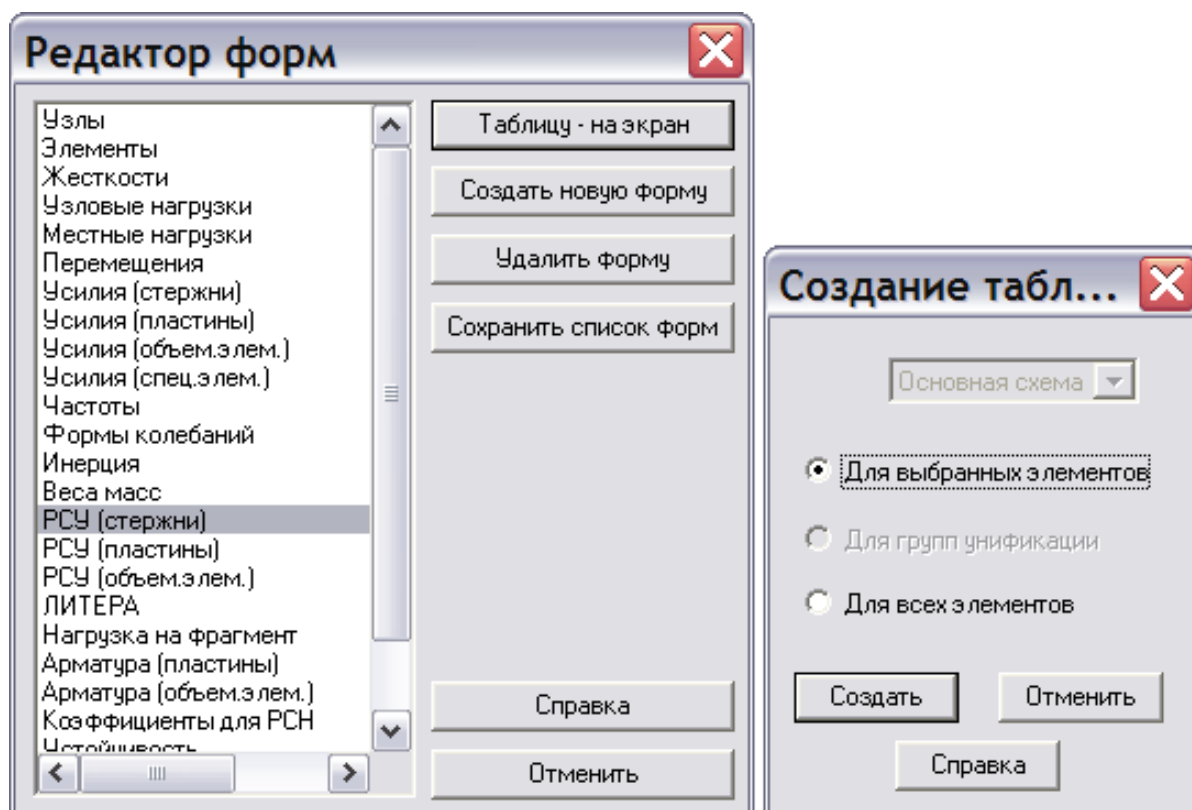 Редактор форм
Узлы
Элементы
Жесткости
Узловые нагрузки
Местные нагрузки
Перемещения
Усилия (стержни)
Усилия (пластины)
Усилия (объем.элем.)
Усилия (спец.элем.)
Частоты
Формы колебаний
Инерция
Веса масс
РСУ (стержни)
РСУ (пластины)
РСУ (объем.элем.)
ЛИТЕРА
Нагрузка на фрагмент
Арматура (пластины)
Арматура (объем.элем.)
Коэффициенты для РСН
Устойчивость
Таблицу - на экран
Создать новую форму
Удалить форму
Сохранить список форм
Справка
Отменить
Создание табл...
Основная схема
Для выбранных элементов
Для групп унификации
Для всех элементов
Создать
Отменить
Справка